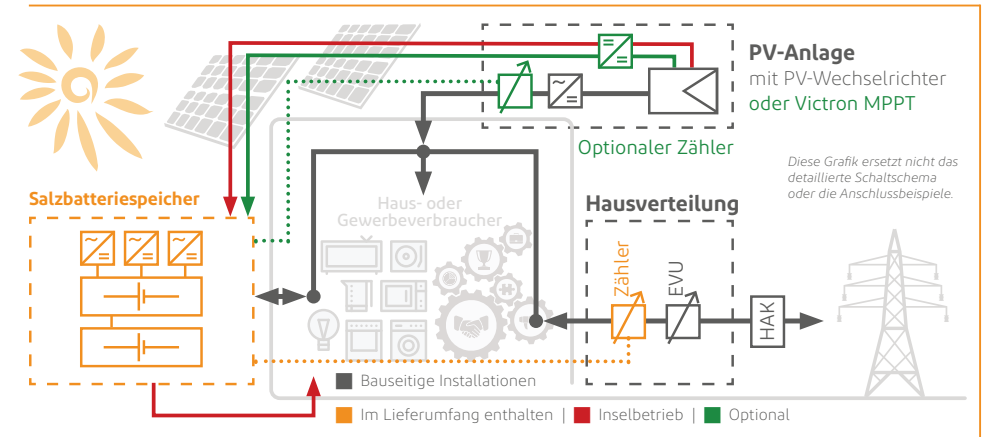 PV-Anlage
mit PV-Wechselrichter
oder Victron MPPT
Optionaler Zähler
Diese Grafik ersetzt nicht das
detaillierte Schaltschema
oder die Anschlussbeispiele.
Salzbatteriespeicher
Haus- oder
Gewerbeverbraucher
Hausverteilung
Zähler
EVU
HAK
Bauseitige Installationen
Im Lieferumfang enthalten | Inselbetrieb | Optional